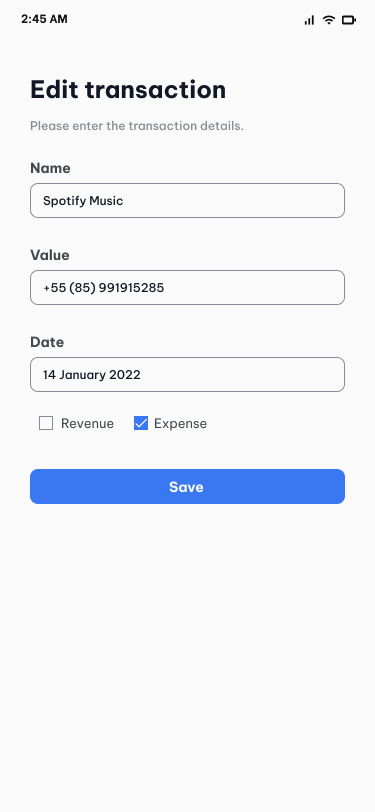 2:45 AM
Edit transaction
Please enter the transaction details.
Name
Spotify Music
Value
+55 (85) 991915285
Date
14 January 2022
Revenue Expense
Save